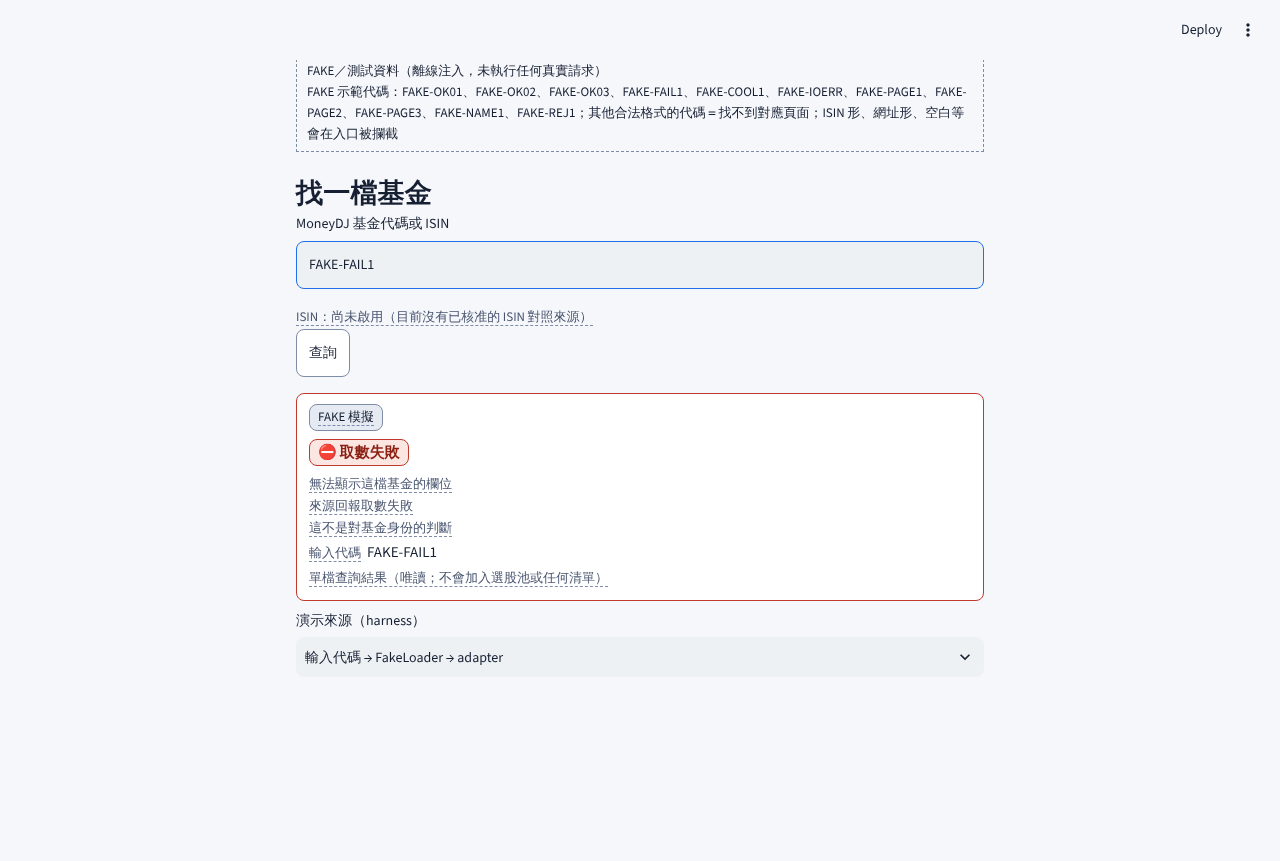 Deploy
FAKE／測試資料（離線注入，未執行任何真實請求）
FAKE 示範代碼：FAKE-OK01、FAKE-OK02、FAKE-OK03、FAKE-FAIL1、FAKE-COOL1、FAKE-IOERR、FAKE-PAGE1、FAKE-
PAGE2、FAKE-PAGE3、FAKE-NAME1、FAKE-REJ1；其他合法格式的代碼＝找不到對應頁面；ISIN 形、網址形、空白等
會在入口被攔截
找一檔基金
MoneyDJ 基金代碼或 ISIN
FAKE-FAIL1
ISIN：尚未啟用（目前沒有已核准的 ISIN 對照來源）
查詢
FAKE 模擬
⛔ 取數失敗
無法顯示這檔基金的欄位
來源回報取數失敗
這不是對基金身份的判斷
輸入代碼 FAKE-FAIL1
單檔查詢結果（唯讀；不會加入選股池或任何清單）
演示來源（harness）
輸入代碼 → FakeLoader → adapter